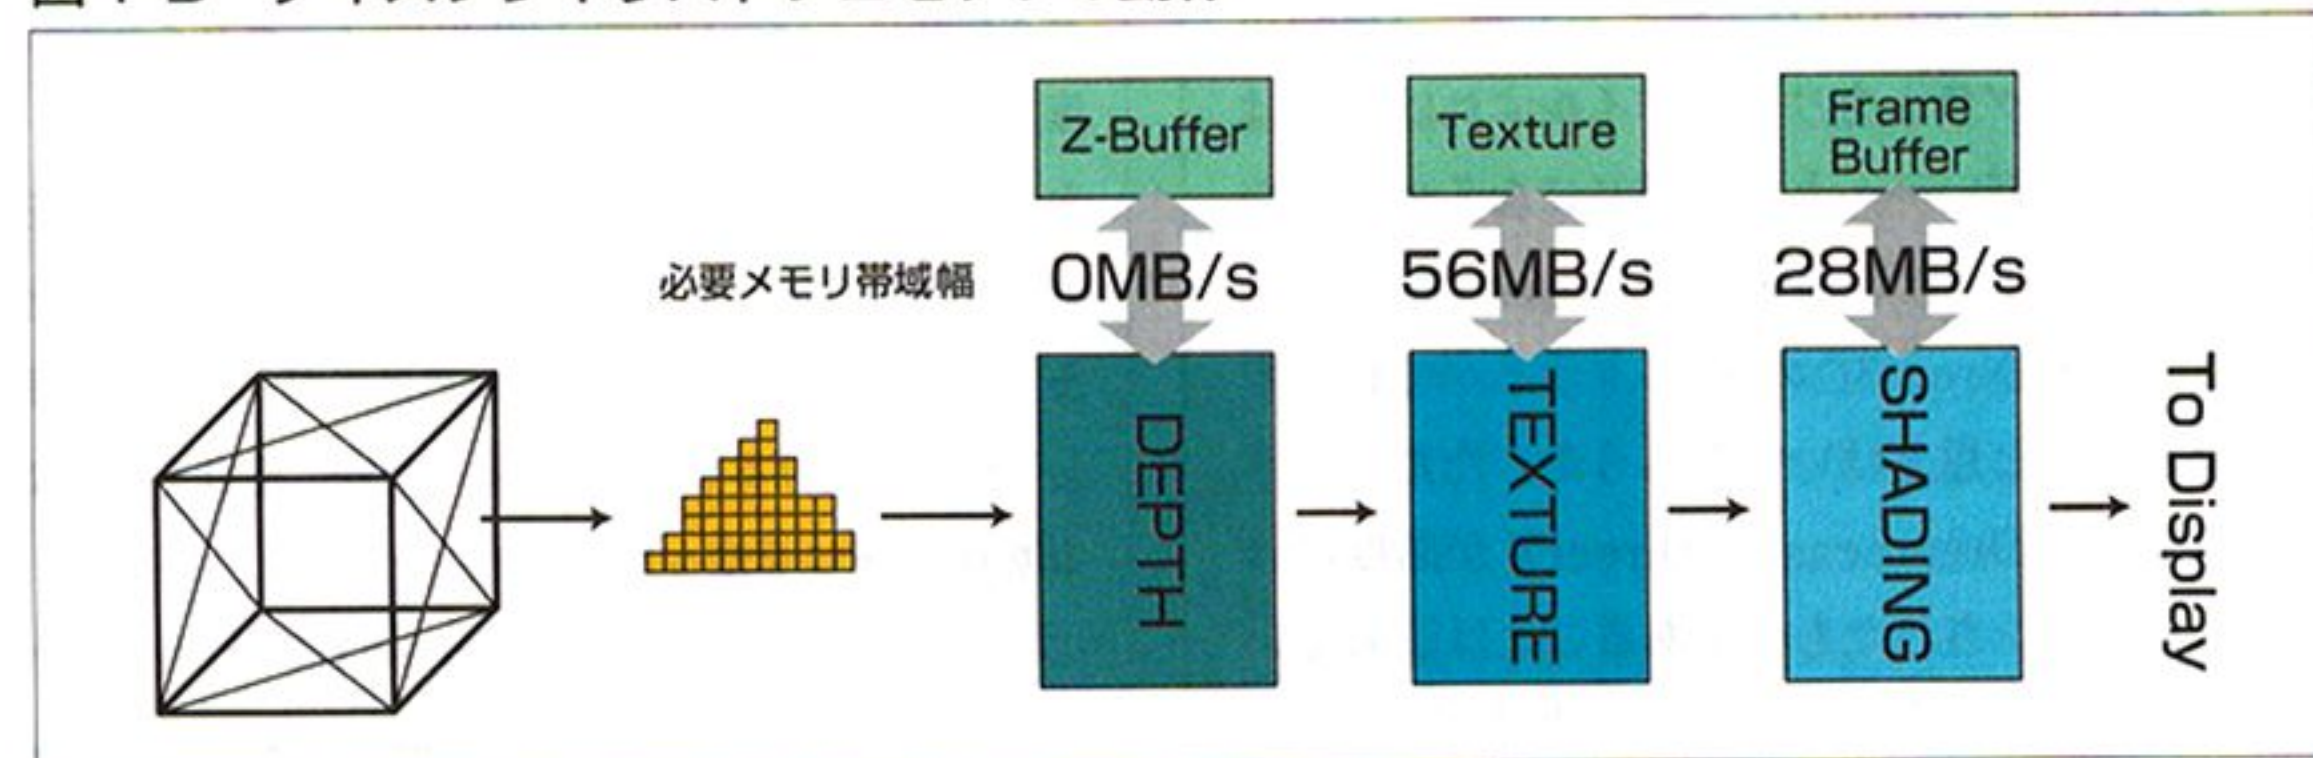 Z-Buffer
Texture
Frame
Buffer
必要メモリ帯域幅
0MB/s
56MB/s
28MB/s
DEPTH
TEXTURE
SHADING
To Display